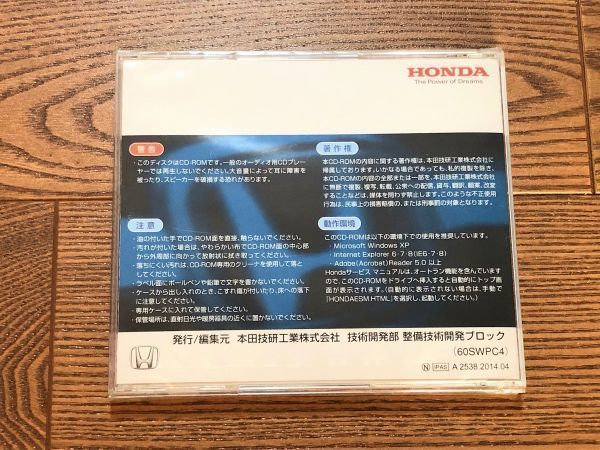 HONDA
The Power of Dreams
警告
・このディスクはCD-ROMです。一般のオーディオ用CDプレー
ヤーでは再生しないでください。大音量によって耳に障害を
被ったり、スピーカーを破損する恐れがあります。
注意
・油の付いた手でCD-ROM面を直接、触らないでください。
・汚れが付いた場合は、やわらかい布でCD-ROM面の中心部
から外周部に向かって放射状に拭き取ってください。
・落ちにくい汚れは、CD-ROM専用のクリーナを使用して落と
してください。
・ラベル面にボールペンや鉛筆で文字を書かないでください。
・ケースから出し入れのとき、こすれ傷が付いたり、床への落下
に注意してください。
・専用ケースに入れて保管してください。
・保管場所は、直射日光や暖房器具の近くに置かないでください。
著作権
本CD-ROMの内容に関する著作権は、本田技研工業株式会社に
帰属しております。いかなる場合であっても、私的複製を除き、
本CD-ROMの内容の全部または一部を、本田技研工業株式会社
に無断で複製、複写、転載、公衆への配信、貸与、翻訳、翻案、改変
することなどは、媒体を問わず禁止します。このような不正使用
行為は、民事上の損害賠償の、または刑事罰の対象となります。
動作環境
このCD-ROMは以下の環境下での使用を推奨しています。
・Microsoft Windows XP
・Internet Explorer 6・7・8(IE6・7・8)
・Adobe(Acrobat)Reader 5.0 以上
Hondaサービス マニュアルは、オートラン機能を含んでいます
ので、このCD-ROMをドライブへ挿入すると自動的にトップ画
面が表示されます。(自動的に表示されない場合は、手動で
「HONDAESM.HTML」を選択し、起動してください。)
発行/編集元 本田技研工業株式会社 技術開発部 整備技術開発ブロック
(60SWPC4)
N IPAS A 2538 2014.04